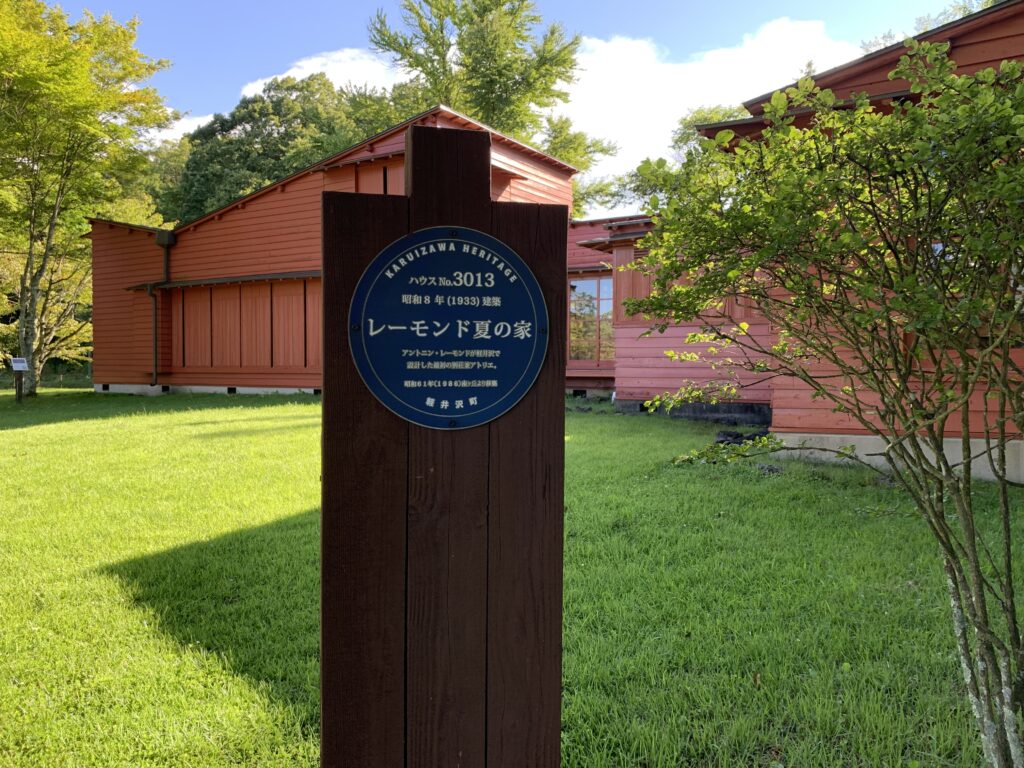 KARUIZAWA HERITAGE
ハウス No.3013
昭和8年(1933)建築
レーモンド夏の家
アントニン・レーモンドが軽井沢で
設計した最初の別荘兼アトリエ。
昭和61年(1986)南ヶ丘より移築
軽井沢町